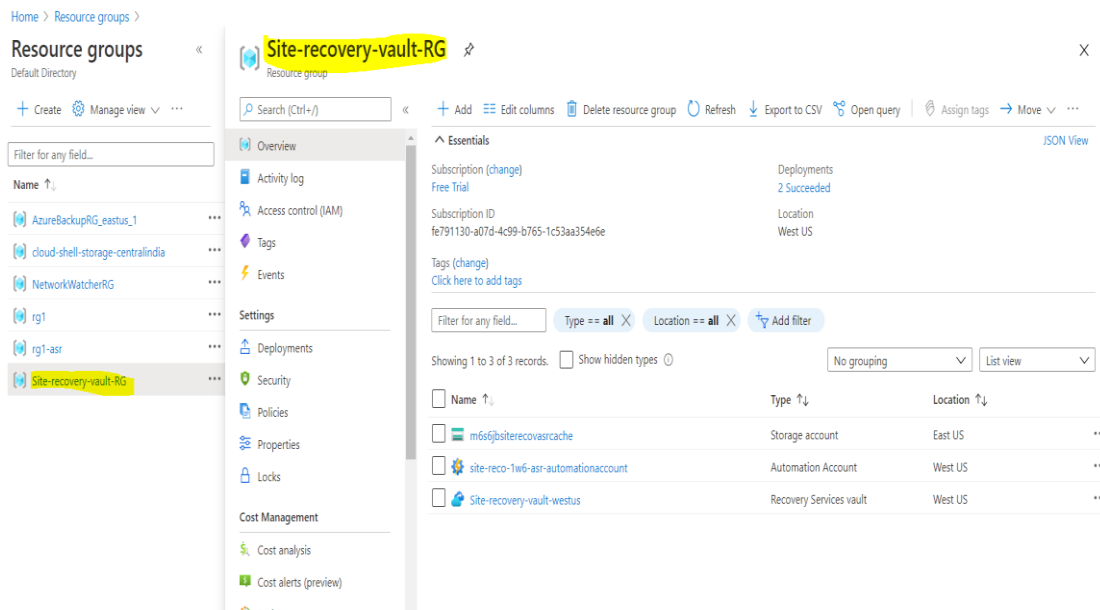 Home > Resource groups >
Resource groups
Default Directory
«
+ Create Manage view ···
Filter for any field...
Name ↑↓
AzureBackupRG_eastus_1 ···
cloud-shell-storage-centralindia ···
NetworkWatcherRG ···
rg1 ···
rg1-asr ···
Site-recovery-vault-RG ···
Site-recovery-vault-RG
Resource group
X
Search (Ctrl+/)
«
Overview
Activity log
Access control (IAM)
Tags
Events
Settings
Deployments
Security
Policies
Properties
Locks
Cost Management
Cost analysis
Cost alerts (preview)
+ Add Edit columns Delete resource group Refresh Export to CSV Open query Assign tags → Move ···
Essentials JSON View
Subscription (change) Deployments
Free Trial 2 Succeeded
Subscription ID Location
fe791130-a07d-4c99-b765-1c53aa354e6e West US
Tags (change)
Click here to add tags
Filter for any field... Type == all X Location == all X Add filter
Showing 1 to 3 of 3 records. Show hidden types No grouping List view
Name ↑↓ Type ↑↓ Location ↑↓
m6s6jbsiterecovasrcache Storage account East US
site-reco-1w6-asr-automationaccount Automation Account West US
Site-recovery-vault-westus Recovery Services vault West US